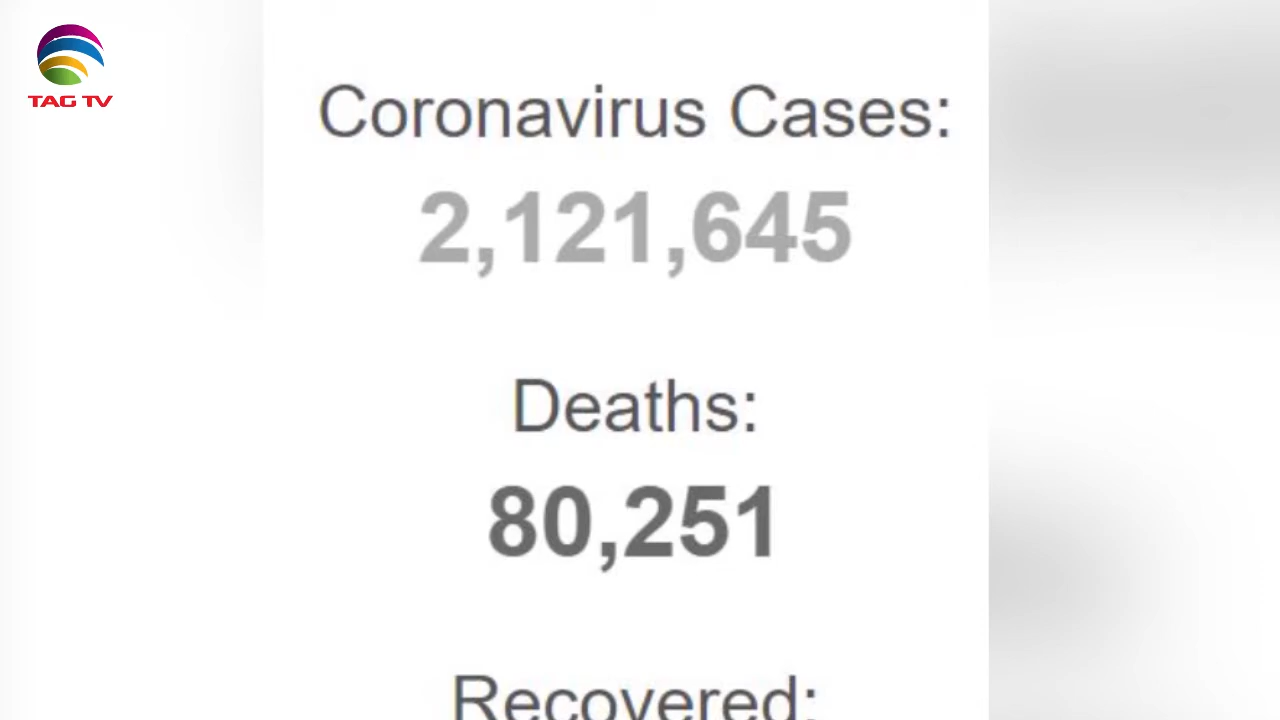 TAG TV
Coronavirus Cases:
2,121,645
Deaths:
80,251
Recovered: